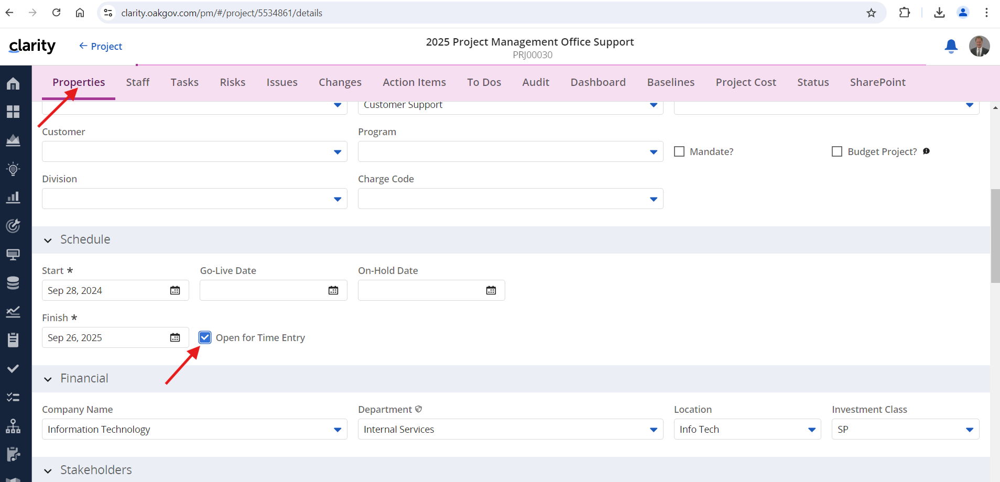 clarity.oakgov.com/pm/#/project/5534861/details
clarity
← Project
2025 Project Management Office Support
PRJ00030
Properties Staff Tasks Risks Issues Changes Action Items To Dos Audit Dashboard Baselines Project Cost Status SharePoint
Customer Support
Customer Program
Mandate? Budget Project?
Division Charge Code
Schedule
Start * Go-Live Date On-Hold Date
Sep 28, 2024
Finish *
Sep 26, 2025 Open for Time Entry
Financial
Company Name Department Location Investment Class
Information Technology Internal Services Info Tech SP
Stakeholders